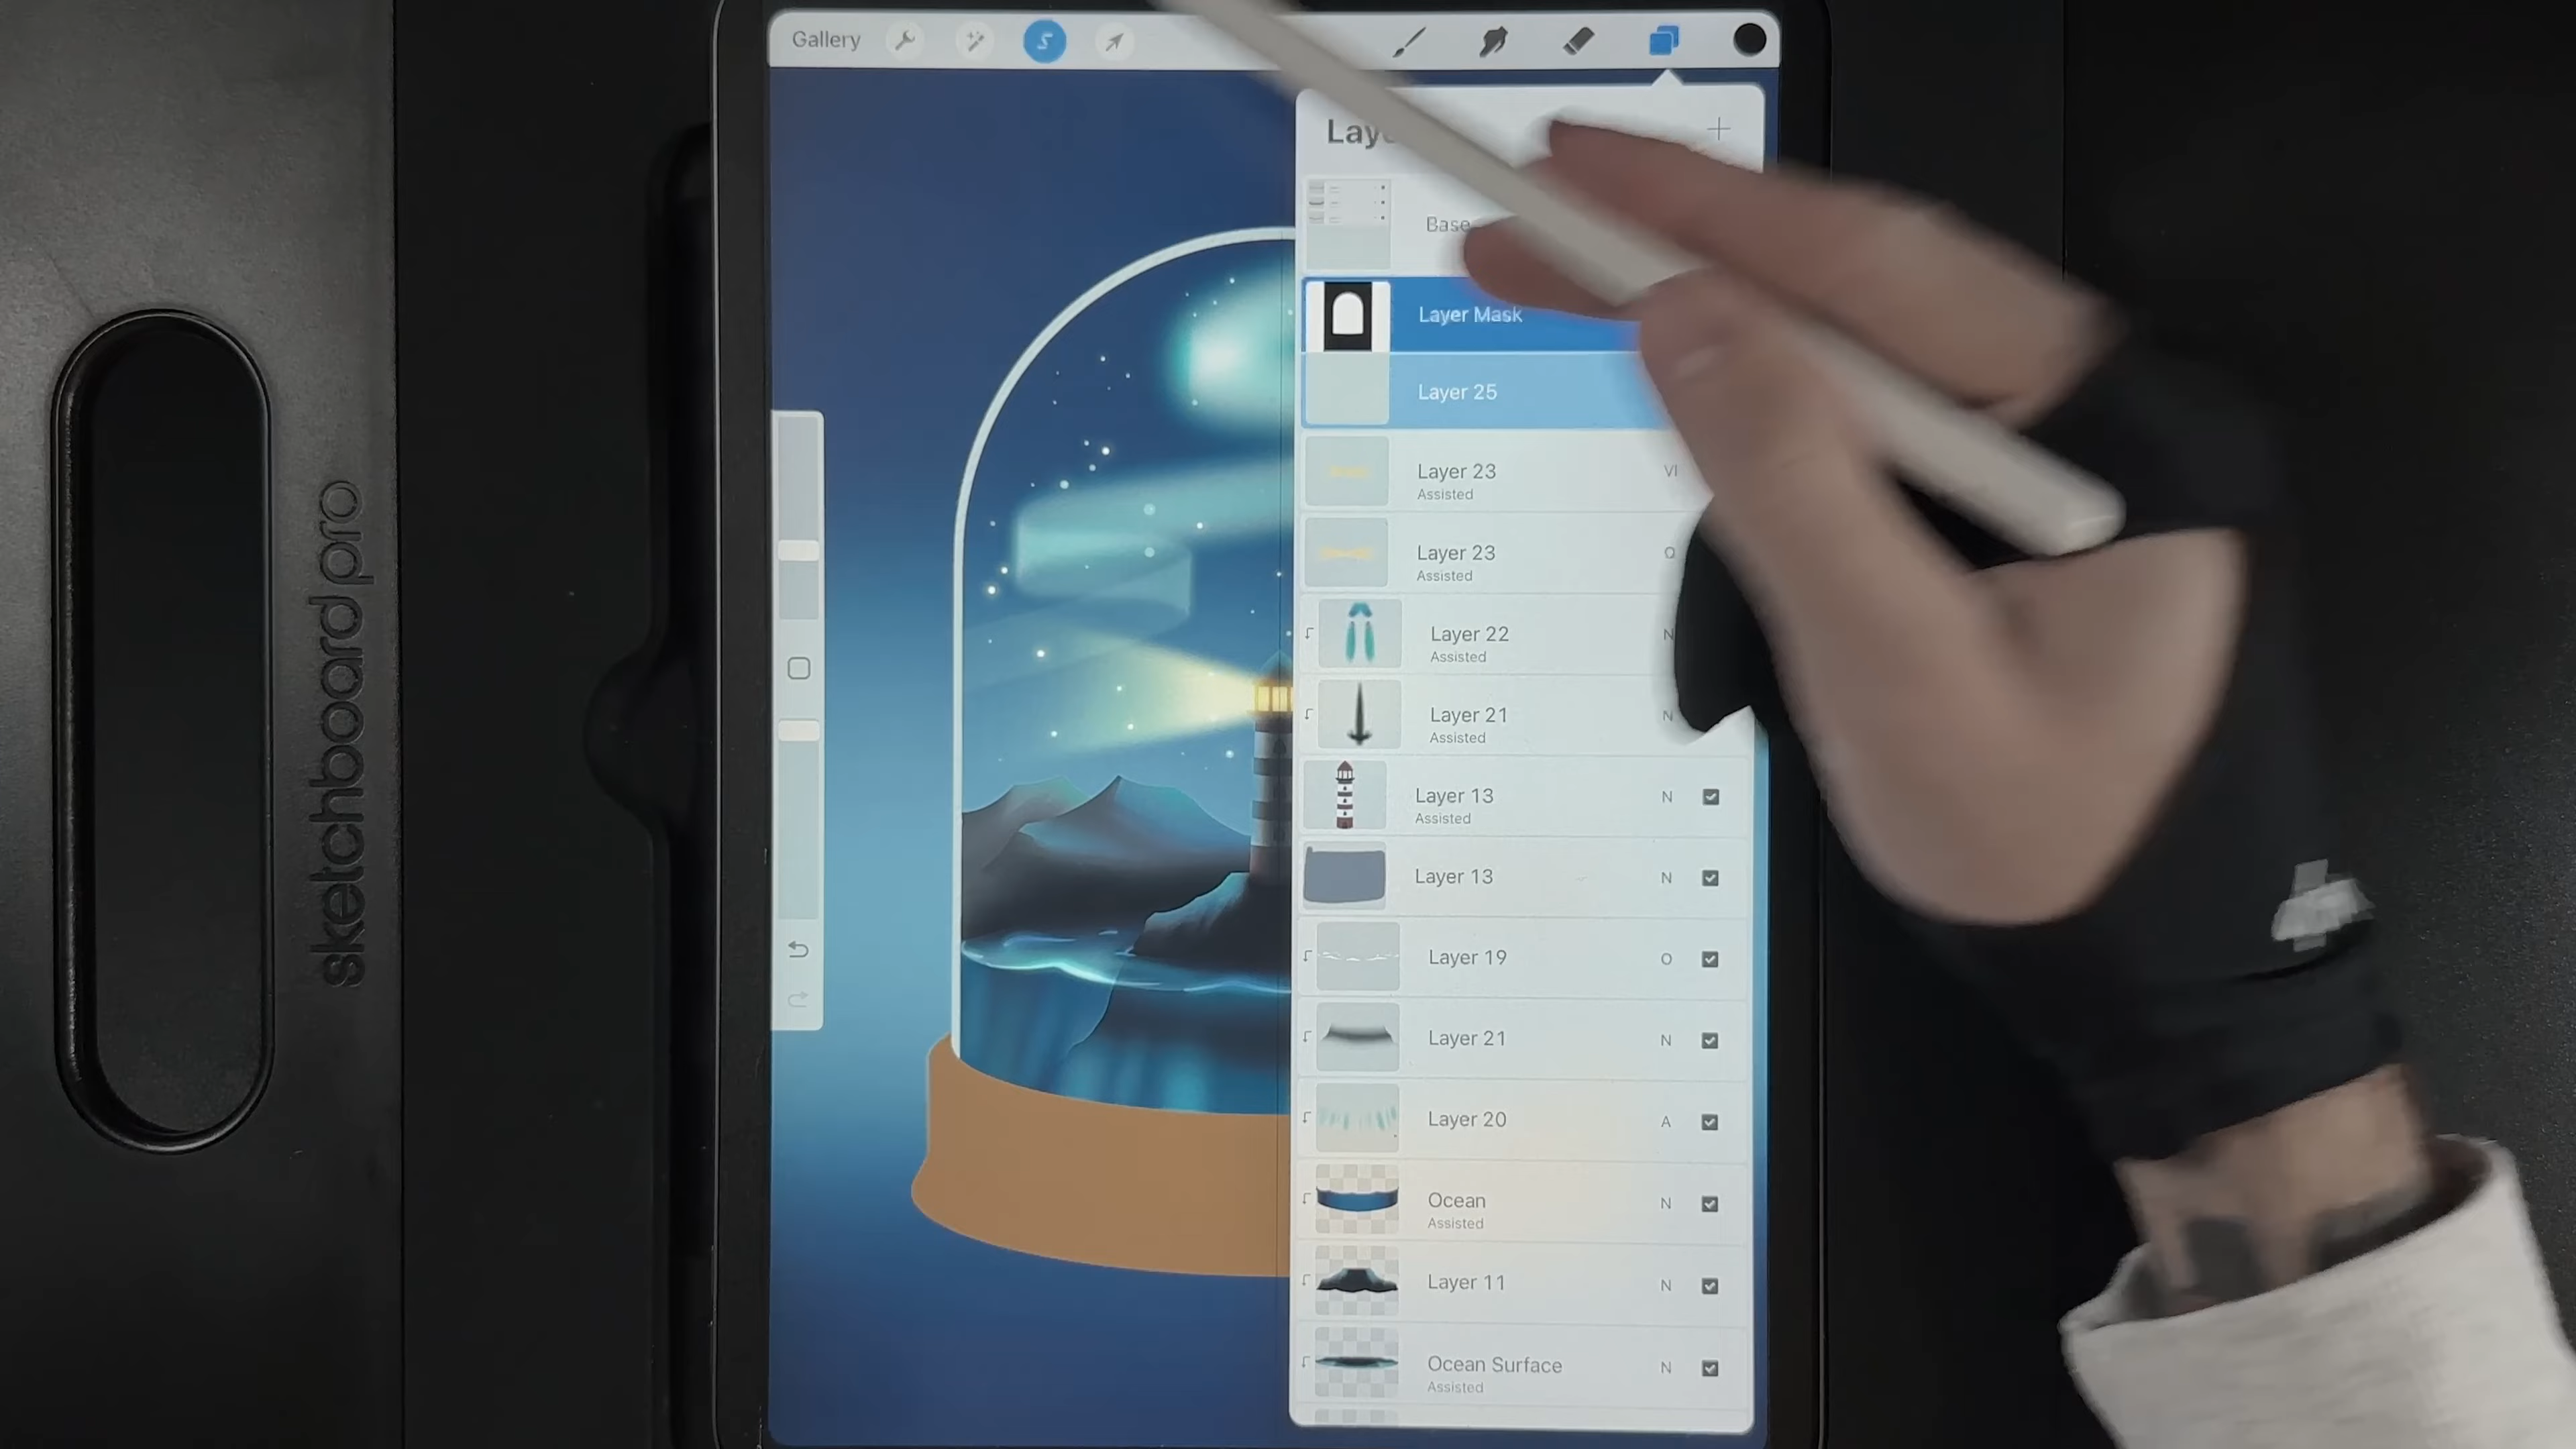 Gallery
Base
Layer Mask
Layer 25
Layer 23
VI
Assisted
Layer 23
Assisted
Layer 22
N
Assisted
Layer 21
N
Assisted
Layer 13
N
Assisted
Layer 13
N
Layer 19
O
Layer 21
N
Layer 20
A
Ocean
N
Assisted
Layer 11
N
Ocean Surface
N
Assisted
sketchboard pro